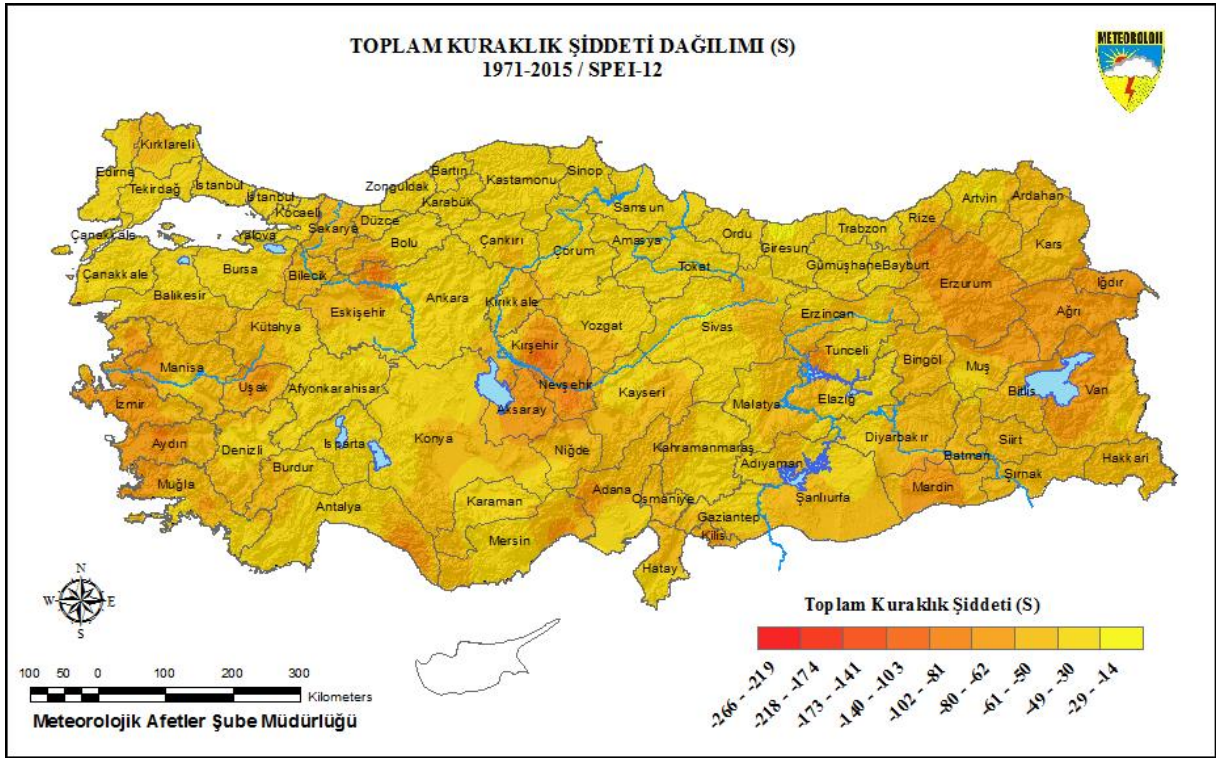 TOPLAM KURAKLIK ŞİDDETİ DAĞILIMI (S)
1971-2015 / SPEI-12
METEOROLOJI
Kırklareli
Edirne
Tekirdağ
İstanbul
İstanbul
Kocaeli
Zonguldak
Bartın
Kastamonu
Sinop
Karabük
Samsun
Artvin
Ardahan
Rize
Trabzon
Ordu
Giresun
Çanakkale
Yalova
Sakarya
Düzce
Bolu
Çankırı
Çorum
Amasya
Tokat
Gümüşhane
Bayburt
Kars
Çanakkale
Bursa
Bilecik
Balıkesir
Eskişehir
Ankara
Kırıkkale
Yozgat
Sivas
Erzincan
Erzurum
Iğdır
Ağrı
Kütahya
Kırşehir
Tunceli
Bingöl
Muş
Manisa
Uşak
Afyonkarahisar
Nevşehir
Kayseri
Malatya
Elazığ
Bitlis
Van
İzmir
Aksaray
Aydın
Denizli
Isparta
Konya
Niğde
Kahramanmaraş
Diyarbakır
Siirt
Batman
Hakkari
Adıyaman
Burdur
Muğla
Antalya
Karaman
Adana
Osmaniye
Şanlıurfa
Mardin
Şırnak
Gaziantep
Kilis
Mersin
Hatay
N
W E
S
Toplam Kuraklık Şiddeti (S)
-266 - -219
-218 - -174
-173 - -141
-140 - -103
-102 - -81
-80 - -62
-61 - -50
-49 - -30
-29 - -14
100 50 0 100 200 300
Kilometers
Meteorolojik Afetler Şube Müdürlüğü